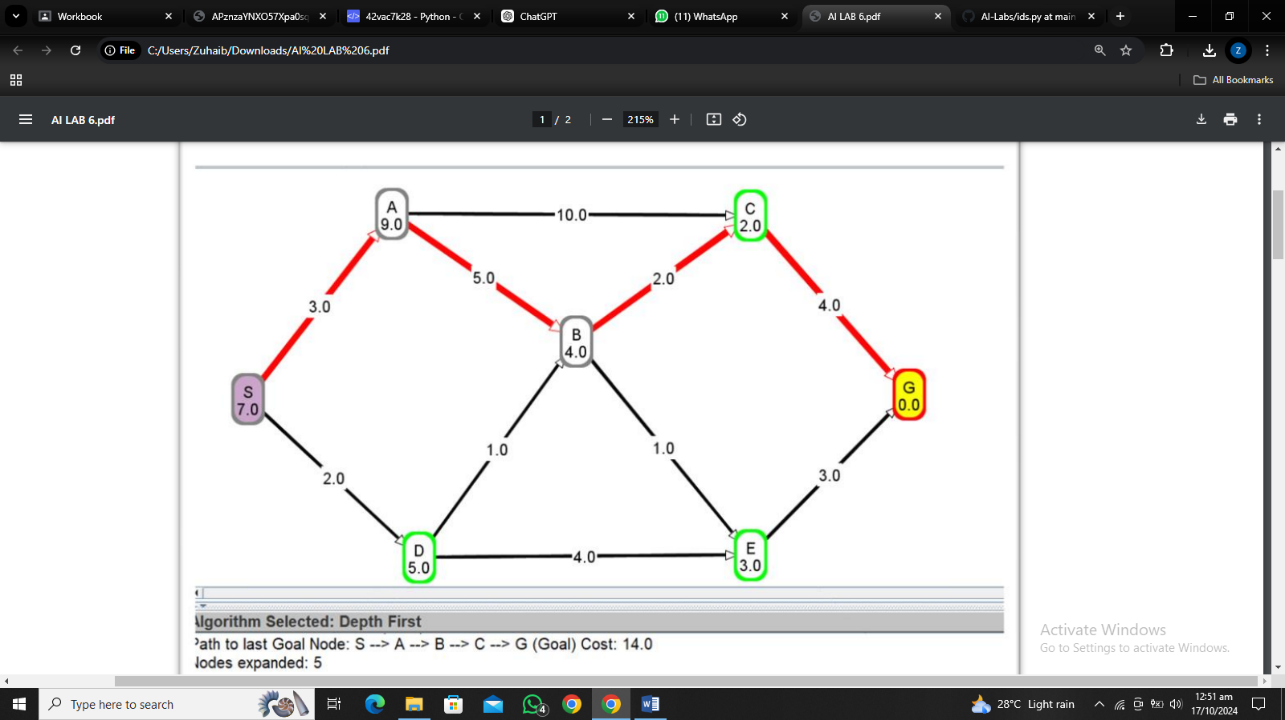 Workbook
APznzaYNXO57Xpa0sc
42vac7k28 - Python - C
ChatGPT
(11) WhatsApp
AI LAB 6.pdf
AI-Labs/ids.py at main
File
C:/Users/Zuhaib/Downloads/AI%20LAB%206.pdf
Z
All Bookmarks
AI LAB 6.pdf
1 / 2
215%
A
9.0
10.0
C
2.0
5.0
2.0
3.0
4.0
B
4.0
S
7.0
G
0.0
1.0
1.0
2.0
3.0
D
5.0
4.0
E
3.0
Algorithm Selected: Depth First
Path to last Goal Node: S --> A --> B --> C --> G (Goal) Cost: 14.0
Nodes expanded: 5
Activate Windows
Go to Settings to activate Windows.
Type here to search
4
28°C Light rain
12:51 am
17/10/2024